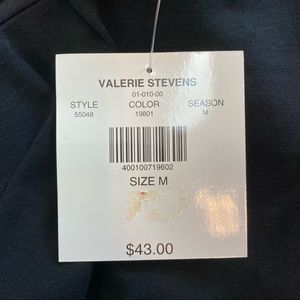 VALERIE STEVENS
01-010-00
STYLE COLOR SEASON
55048 19801 M
400100719602
SIZE M
$43.00